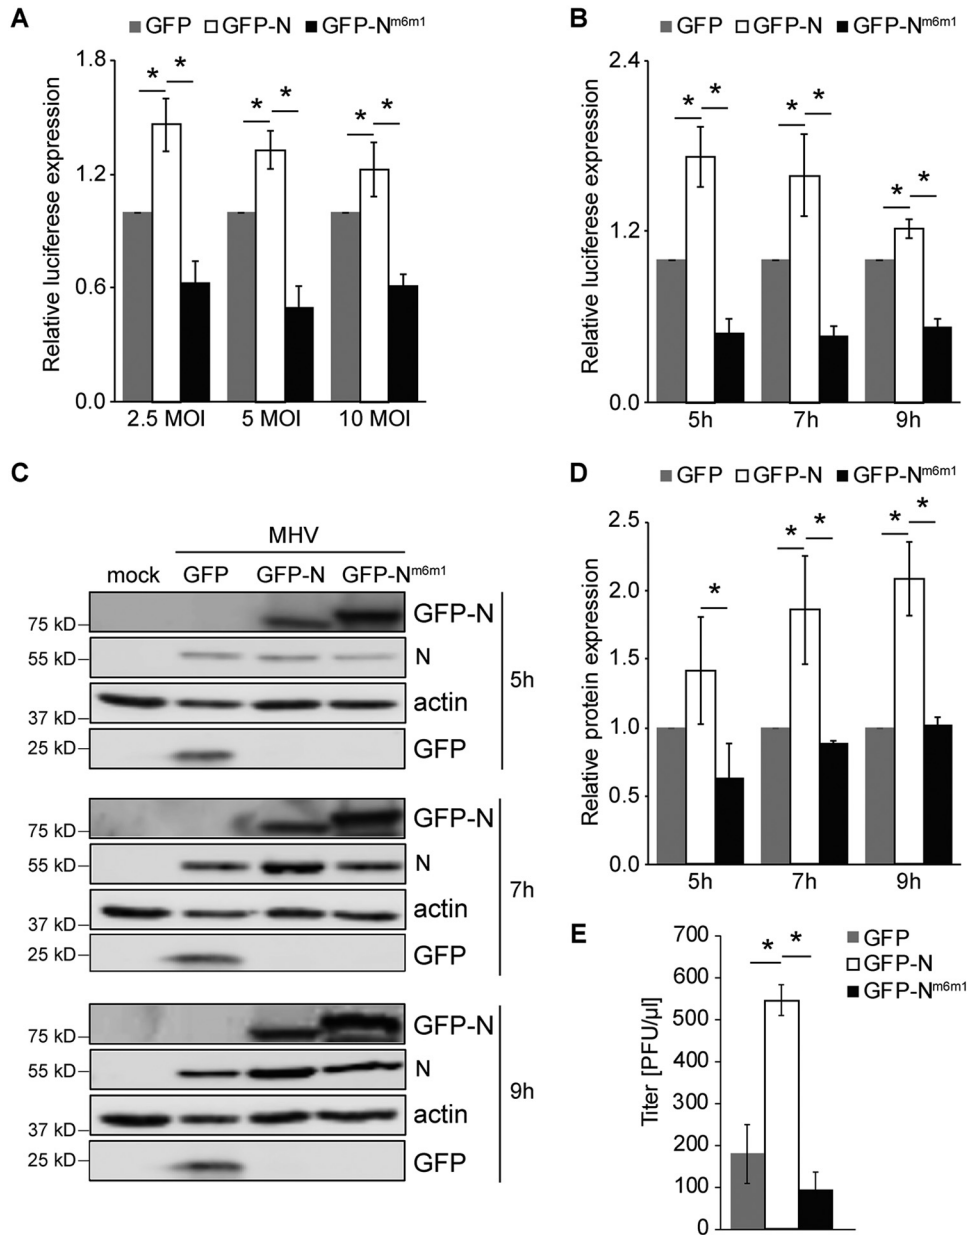 A
GFP GFP-N GFP-Nm6m1
Relative luciferese expression
1.8
1.2
0.6
0.0
* * * * * *
2.5 MOI 5 MOI 10 MOI
B
GFP GFP-N GFP-Nm6m1
Relative luciferese expression
2.4
1.2
0.0
* * * * * *
5h 7h 9h
C
MHV
mock GFP GFP-N GFP-Nm6m1
75 kD GFP-N
55 kD N
37 kD actin
25 kD GFP
5h
75 kD GFP-N
55 kD N
37 kD actin
25 kD GFP
7h
75 kD GFP-N
55 kD N
37 kD actin
25 kD GFP
9h
D
GFP GFP-N GFP-Nm6m1
Relative protein expression
2.5
2.0
1.5
1.0
0.5
0.0
* * * * *
5h 7h 9h
E
GFP
GFP-N
GFP-Nm6m1
Titer [PFU/µl]
700
600
500
400
300
200
100
0
* *